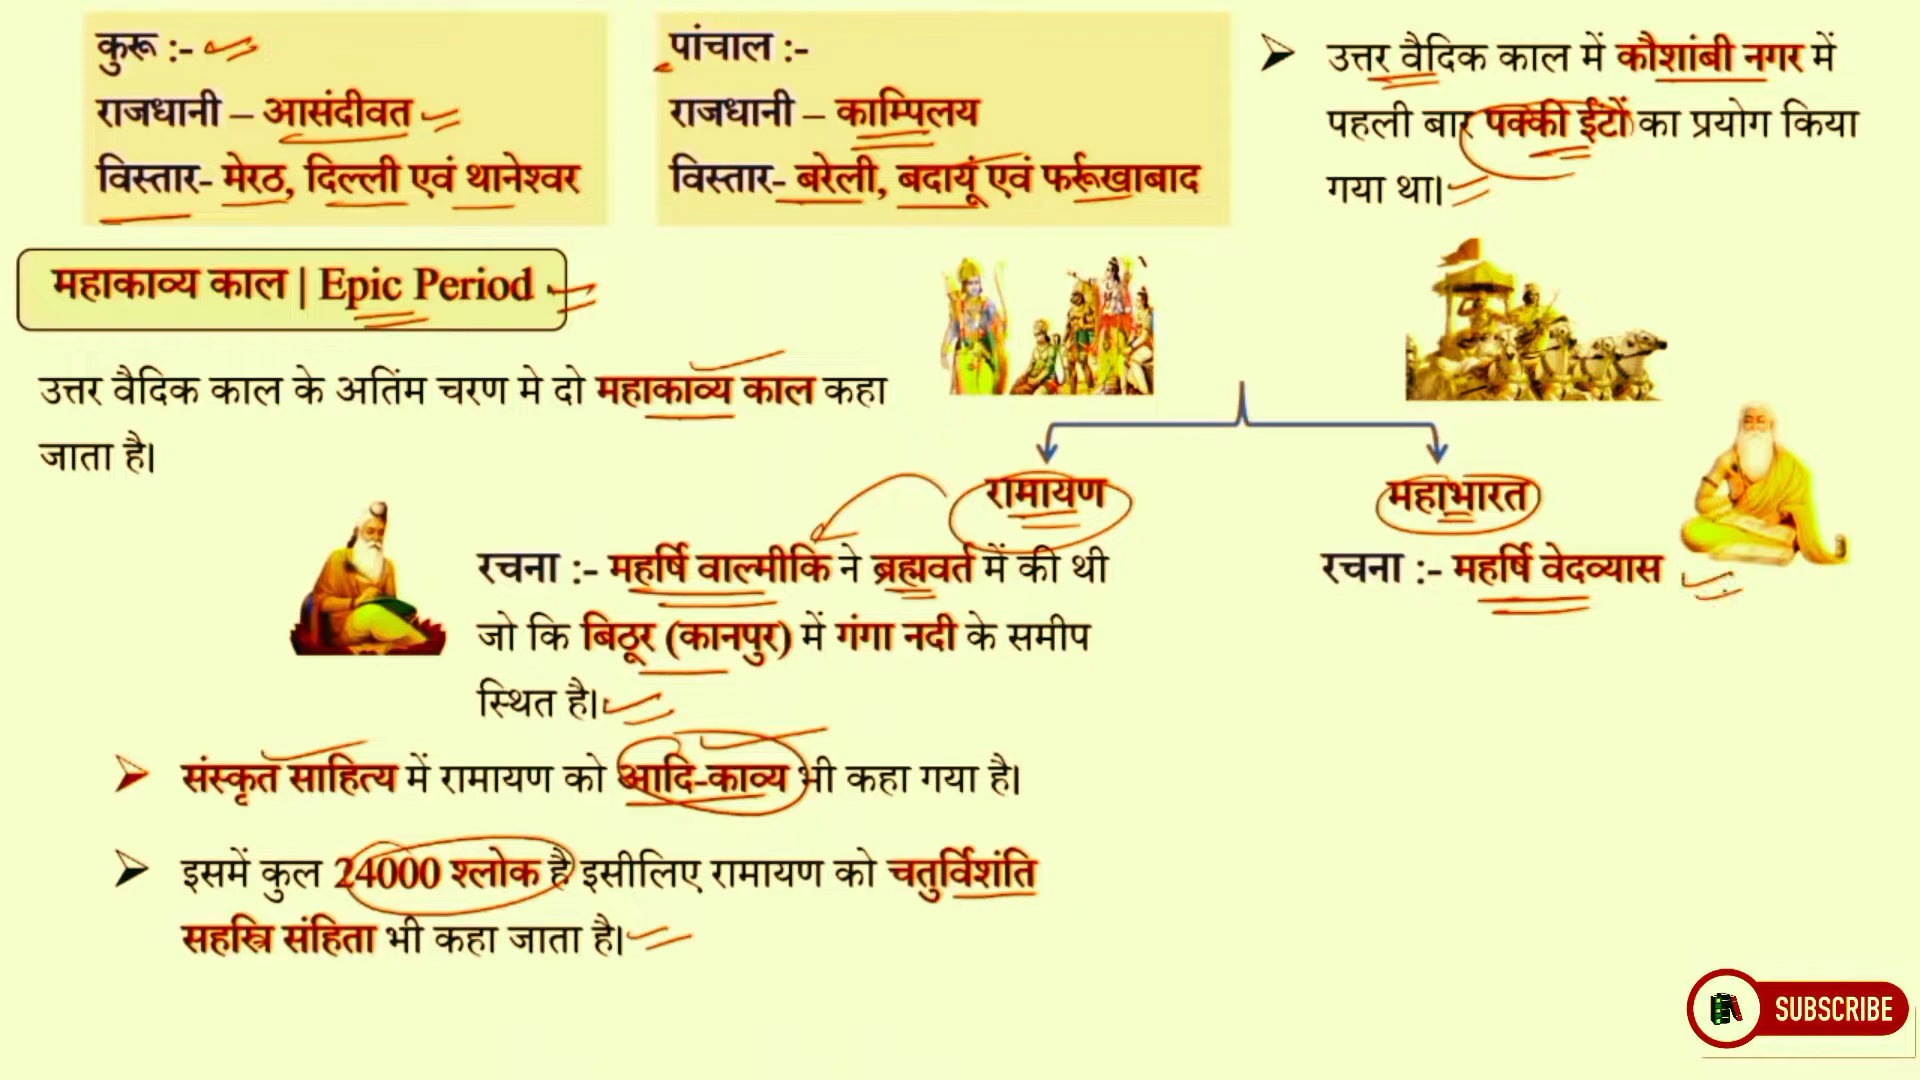 कुरू :-
राजधानी – आसंदीवत
विस्तार- मेरठ, दिल्ली एवं थानेश्वर
पांचाल :-
राजधानी – काम्पिलय
विस्तार- बरेली, बदायूं एवं फर्रूखाबाद
➤ उत्तर वैदिक काल में कौशांबी नगर में
पहली बार पक्की ईटों का प्रयोग किया
गया था।
महाकाव्य काल | Epic Period
उत्तर वैदिक काल के अतिंम चरण मे दो महाकाव्य काल कहा
जाता है।
रामायण
रचना :- महर्षि वाल्मीकि ने ब्रह्मवर्त में की थी
जो कि बिठूर (कानपुर) में गंगा नदी के समीप
स्थित है।
महाभारत
रचना :- महर्षि वेदव्यास
➤ संस्कृत साहित्य में रामायण को आदि-काव्य भी कहा गया है।
➤ इसमें कुल 24000 श्लोक है इसीलिए रामायण को चतुर्विशंति
सहस्त्रि संहिता भी कहा जाता है।
SUBSCRIBE